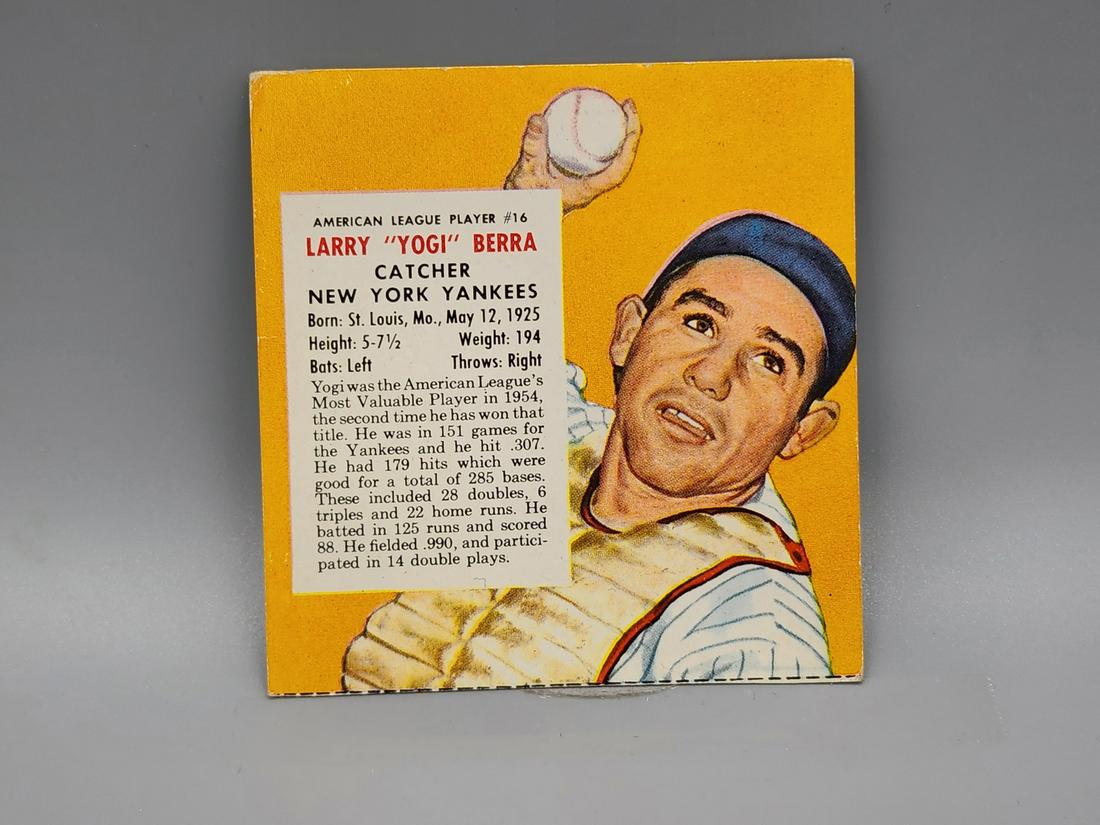 AMERICAN LEAGUE PLAYER #16
LARRY "YOGI" BERRA
CATCHER
NEW YORK YANKEES
Born: St. Louis, Mo., May 12, 1925
Height: 5-7½ Weight: 194
Bats: Left Throws: Right
Yogi was the American League's
Most Valuable Player in 1954,
the second time he has won that
title. He was in 151 games for
the Yankees and he hit .307.
He had 179 hits which were
good for a total of 285 bases.
These included 28 doubles, 6
triples and 22 home runs. He
batted in 125 runs and scored
88. He fielded .990, and partici-
pated in 14 double plays.